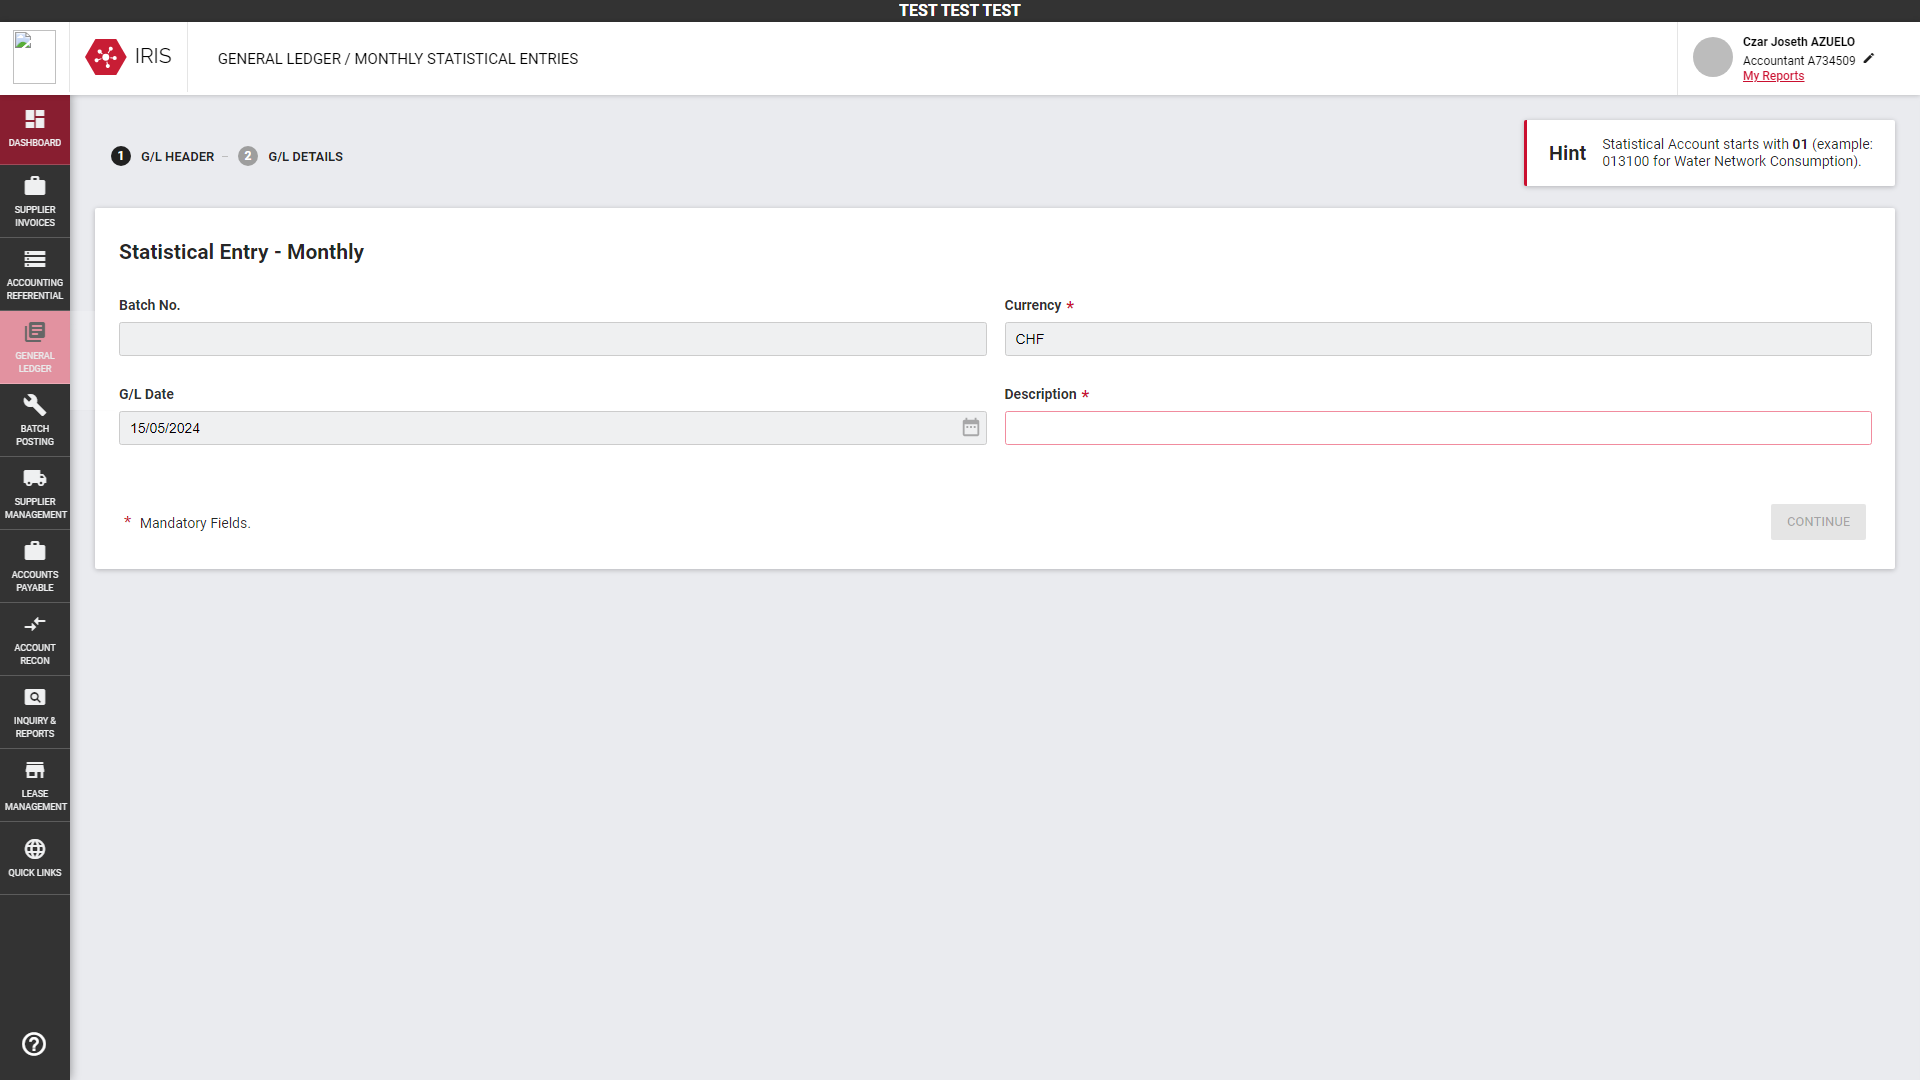 TEST TEST TEST
IRIS
GENERAL LEDGER / MONTHLY STATISTICAL ENTRIES
Czar Joseth AZUELO
Accountant A734509
My Reports
DASHBOARD
SUPPLIER
INVOICES
ACCOUNTING
REFERENTIAL
GENERAL
LEDGER
BATCH
POSTING
SUPPLIER
MANAGEMENT
ACCOUNTS
PAYABLE
ACCOUNT
RECON
INQUIRY &
REPORTS
LEASE
MANAGEMENT
QUICK LINKS
1 G/L HEADER – 2 G/L DETAILS
Hint
Statistical Account starts with 01 (example:
013100 for Water Network Consumption).
Statistical Entry - Monthly
Batch No.
Currency *
CHF
G/L Date
15/05/2024
Description *
* Mandatory Fields.
CONTINUE